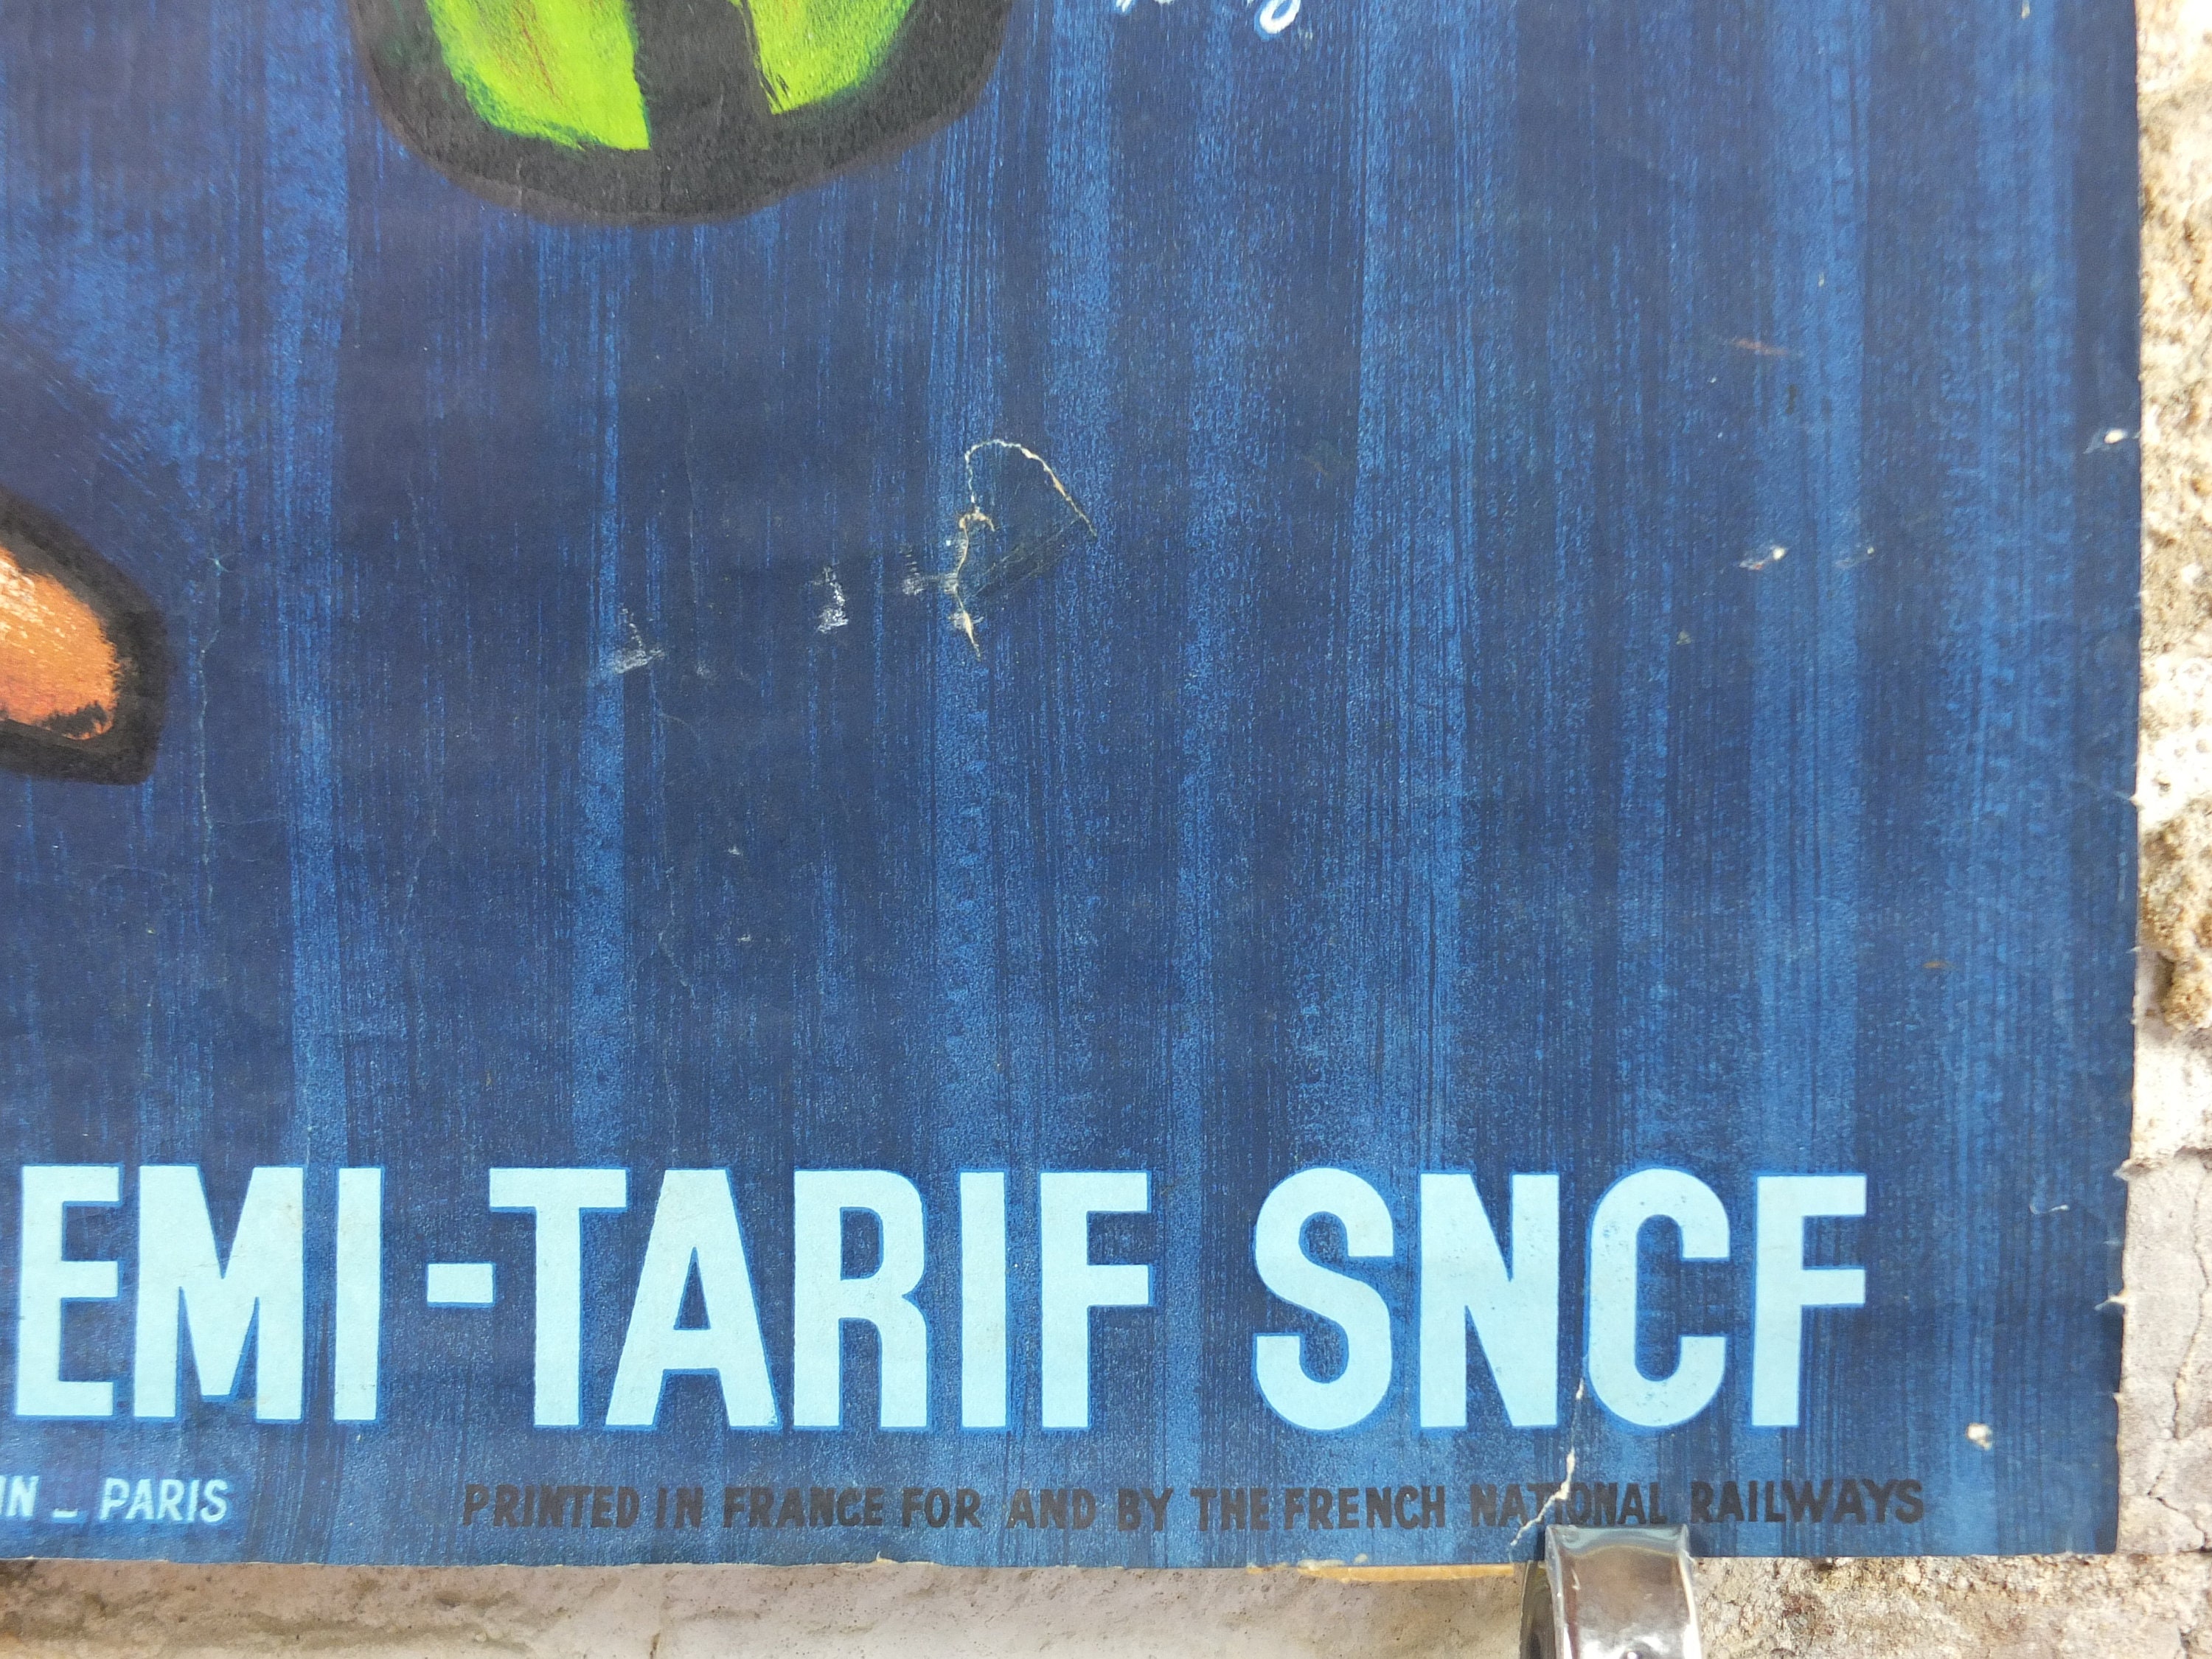 EMI-TARIF SNCF
IN _ PARIS
PRINTED IN FRANCE FOR AND BY THE FRENCH NATIONAL RAILWAYS